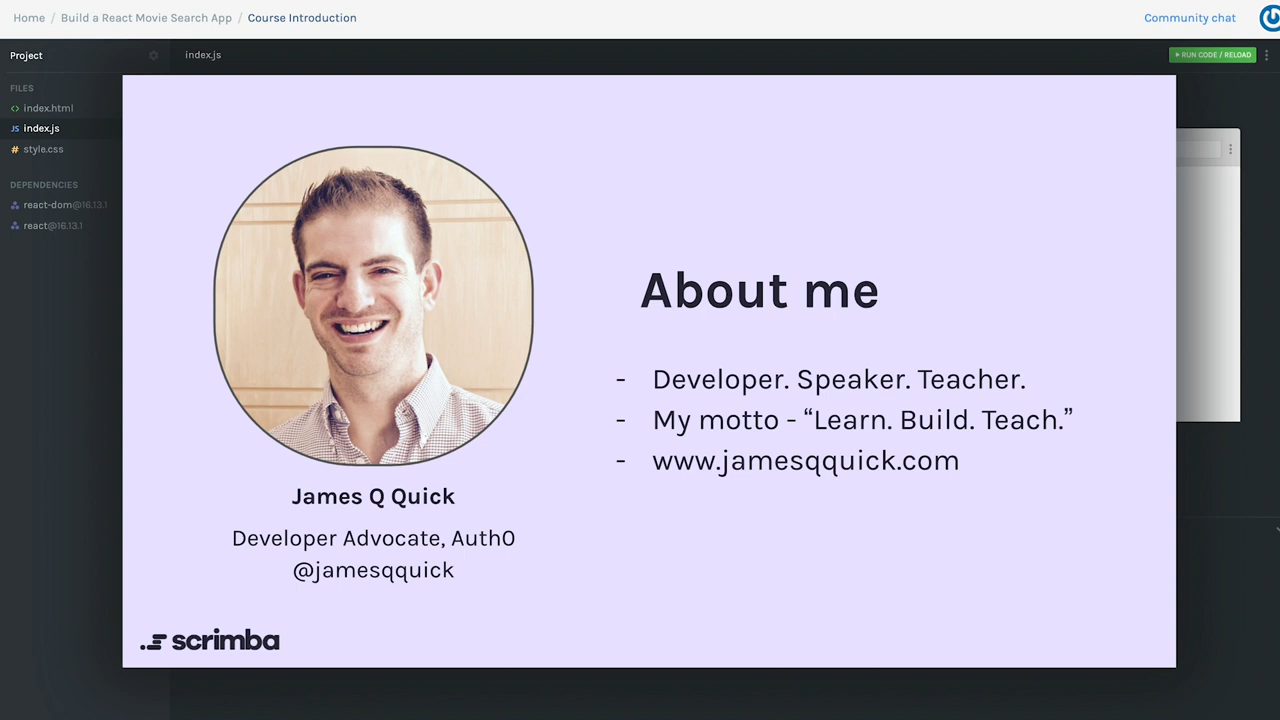 Home / Build a React Movie Search App / Course Introduction
Community chat
Project
index.js
RUN CODE / RELOAD
FILES
<> index.html
JS index.js
# style.css
DEPENDENCIES
react-dom@16.13.1
react@16.13.1
About me
- Developer. Speaker. Teacher.
- My motto - “Learn. Build. Teach.”
- www.jamesqquick.com
James Q Quick
Developer Advocate, Auth0
@jamesqquick
scrimba